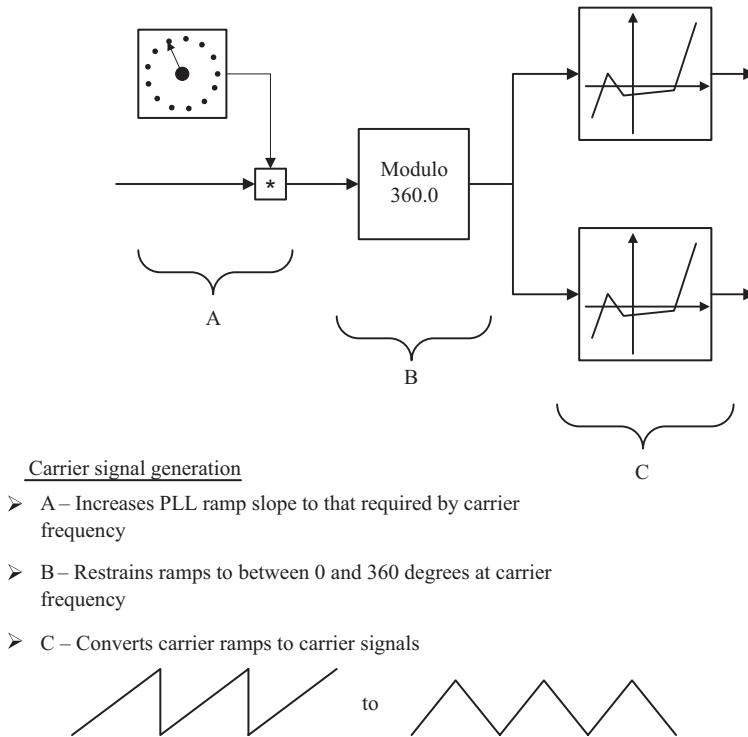 *
Modulo
360.0
A
B
C
Carrier signal generation
➢ A – Increases PLL ramp slope to that required by carrier
frequency
➢ B – Restrains ramps to between 0 and 360 degrees at carrier
frequency
➢ C – Converts carrier ramps to carrier signals
to